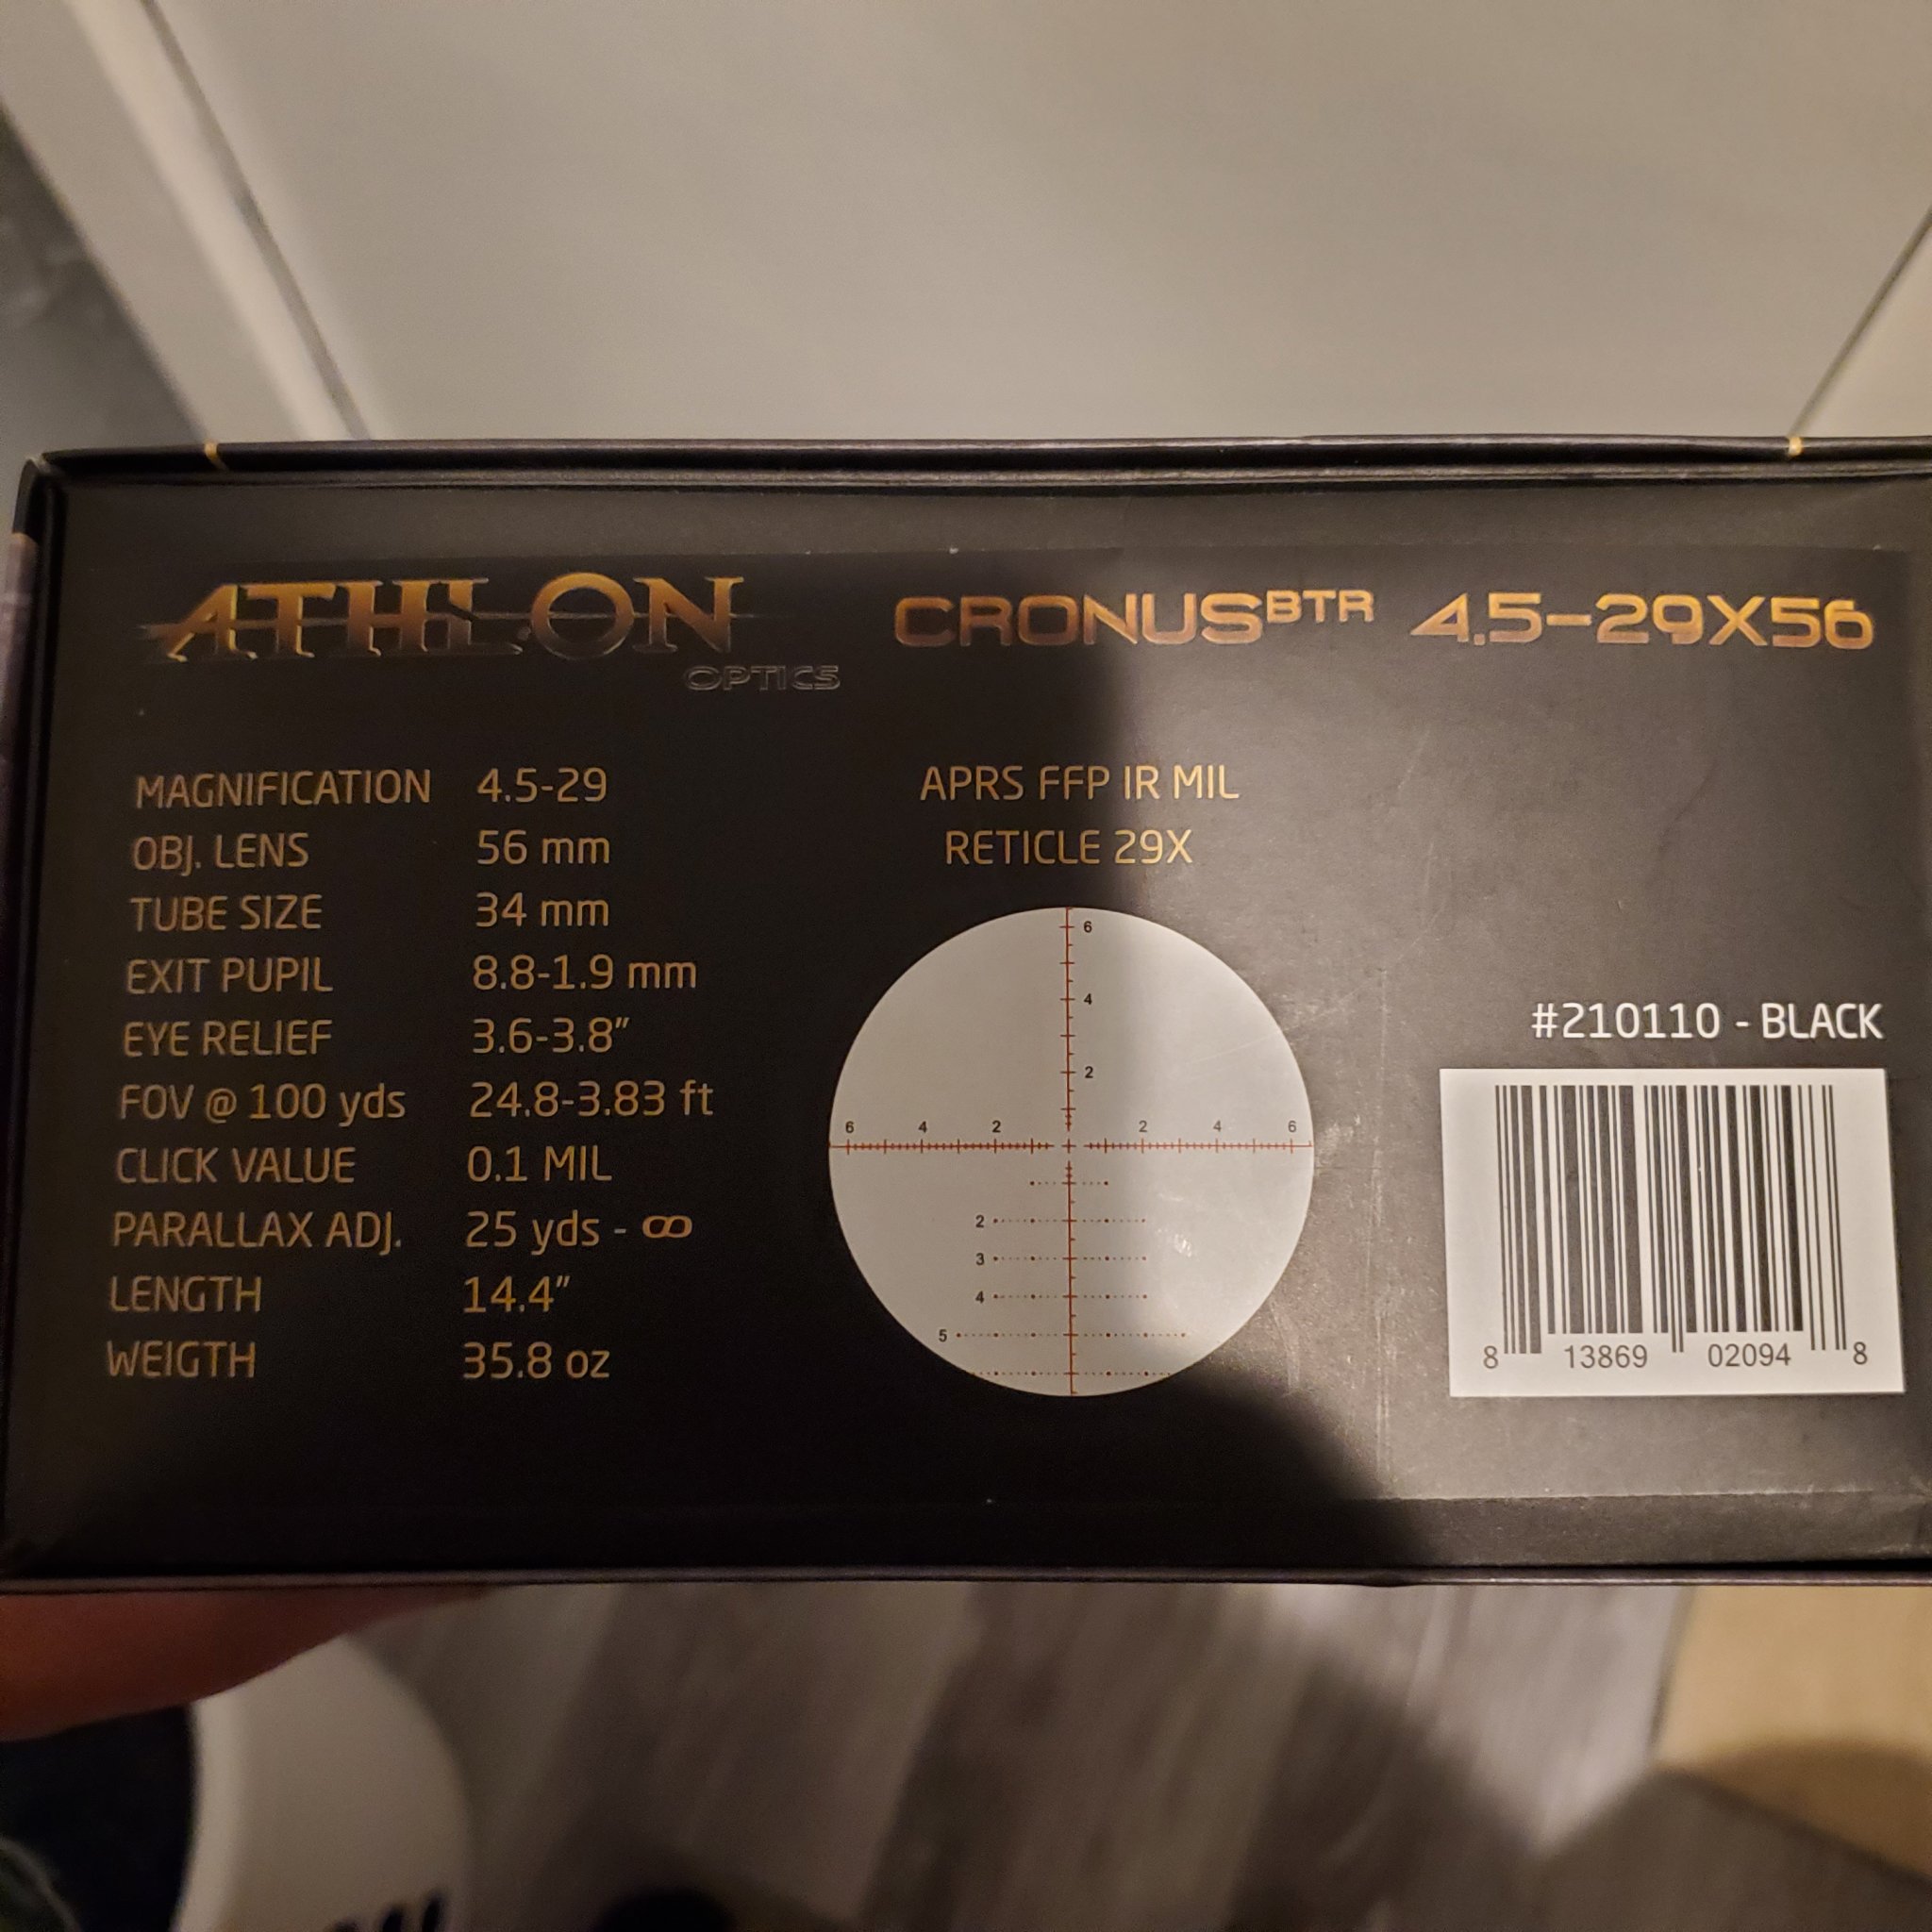 ATHLON
OPTICS
CRONUS BTR 4.5-29X56
MAGNIFICATION 4.5-29
OBJ. LENS 56 mm
TUBE SIZE 34 mm
EXIT PUPIL 8.8-1.9 mm
EYE RELIEF 3.6-3.8"
FOV @ 100 yds 24.8-3.83 ft
CLICK VALUE 0.1 MIL
PARALLAX ADJ. 25 yds - ∞
LENGTH 14.4"
WEIGTH 35.8 oz
APRS FFP IR MIL
RETICLE 29X
6
4
2
6 4 2 2 4 6
2
3
4
5
#210110 - BLACK
8 13869 02094 8